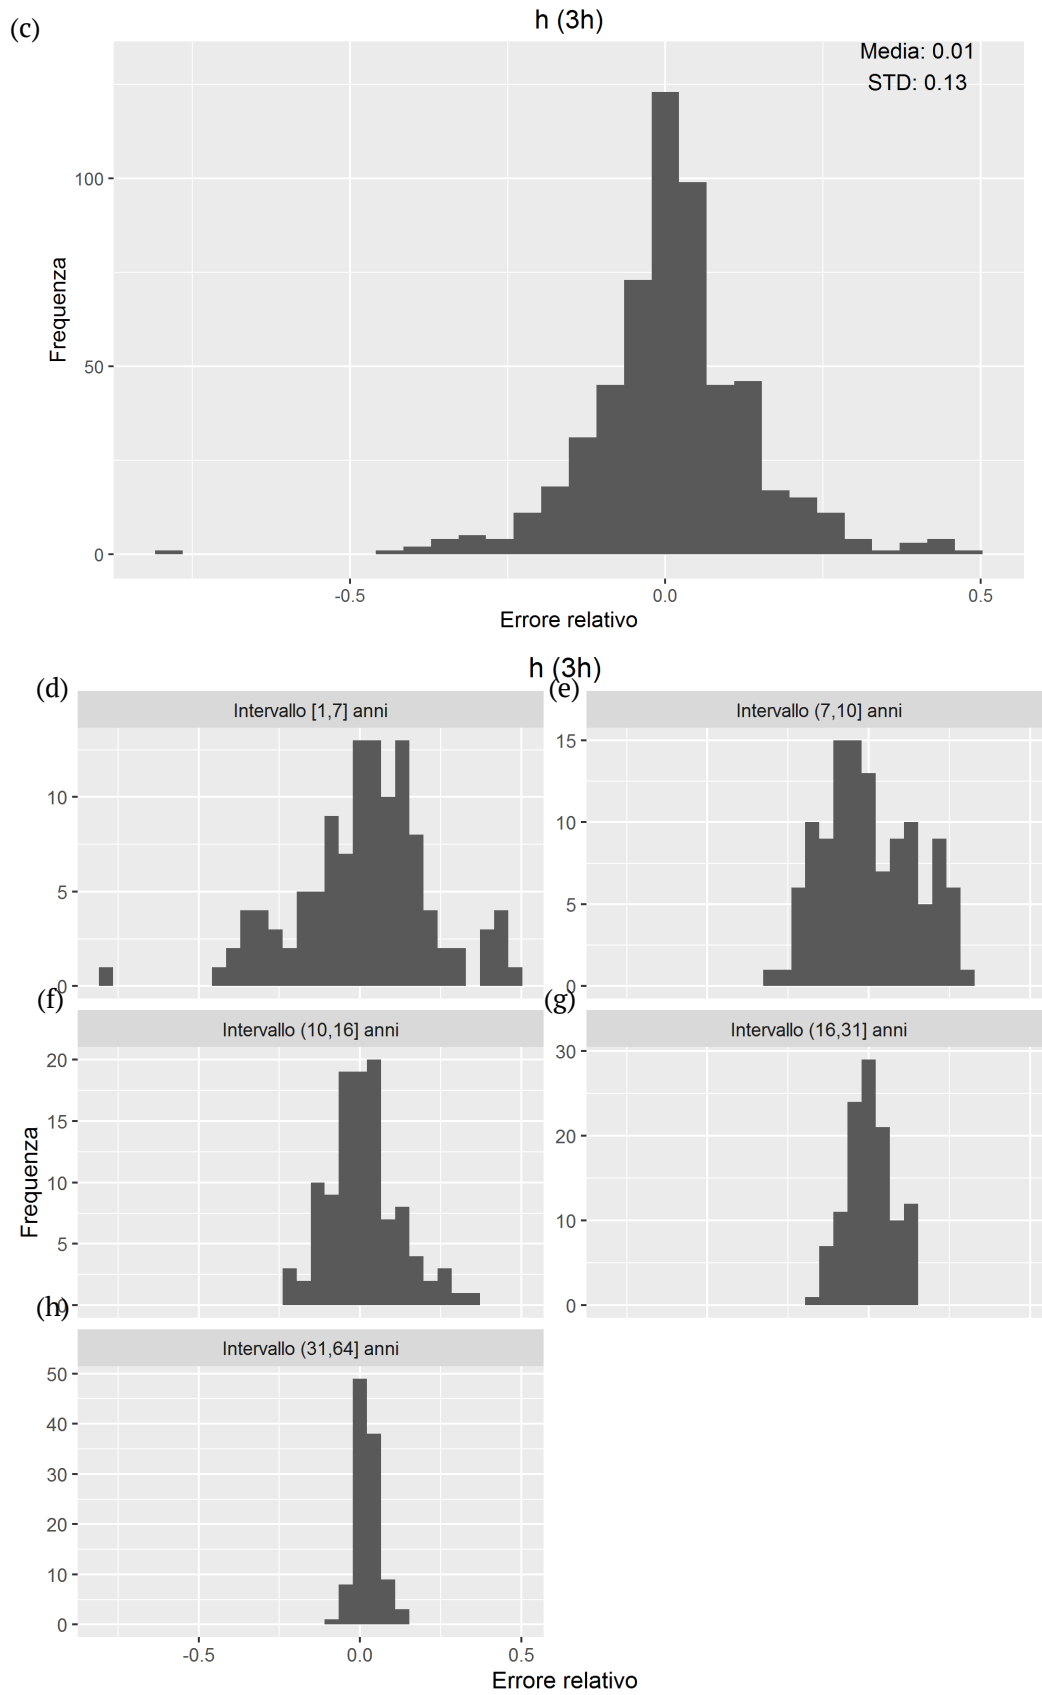 (c)
h (3h)
Media: 0.01
STD: 0.13
Frequenza
100
50
0
-0.5
0.0
0.5
Errore relativo
h (3h)
(d)
(e)
Intervallo [1,7] anni
Intervallo (7,10] anni
10
5
0
15
10
5
0
(f)
(g)
Intervallo (10,16] anni
Intervallo (16,31] anni
Frequenza
20
15
10
5
0
30
20
10
0
(h)
Intervallo (31,64] anni
50
40
30
20
10
0
-0.5
0.0
0.5
Errore relativo